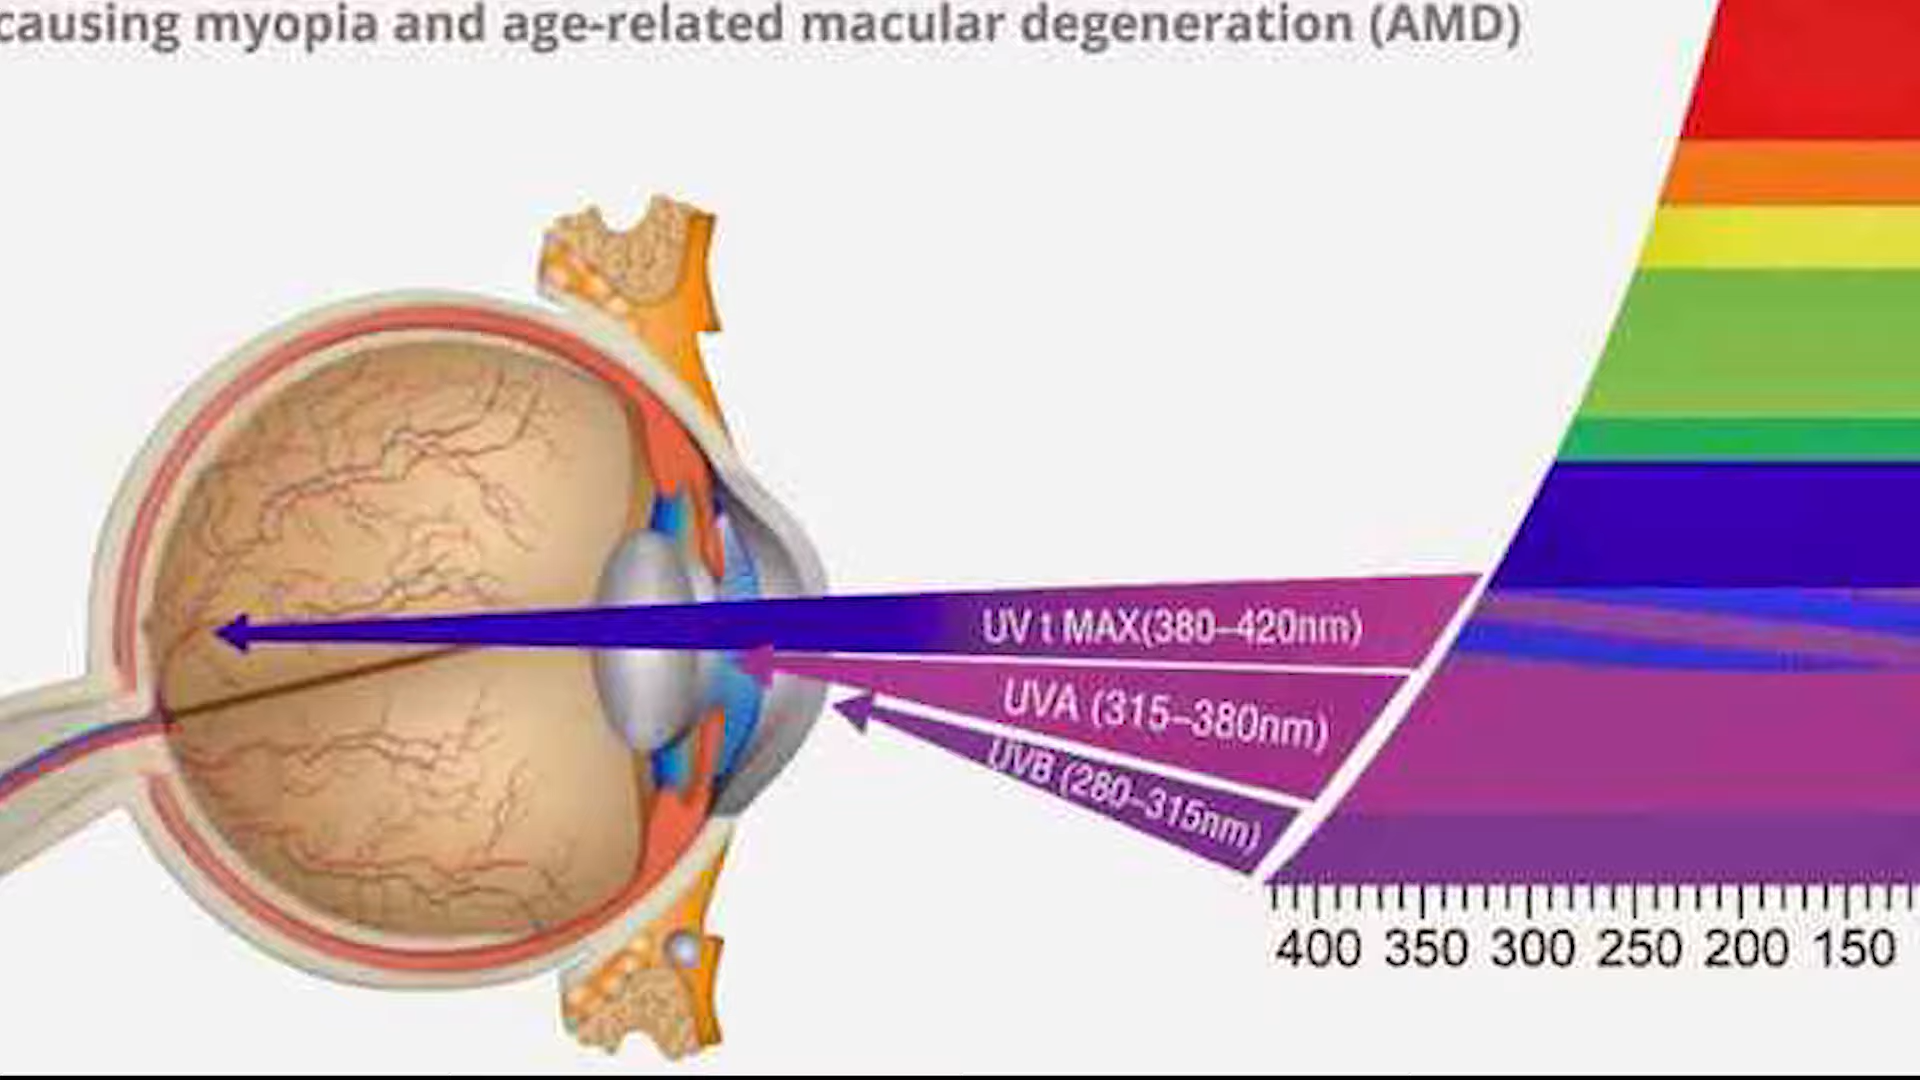 causing myopia and age-related macular degeneration (AMD)
UV t MAX(380–420nm)
UVA (315–380nm)
UVB (280–315nm)
400 350 300 250 200 150